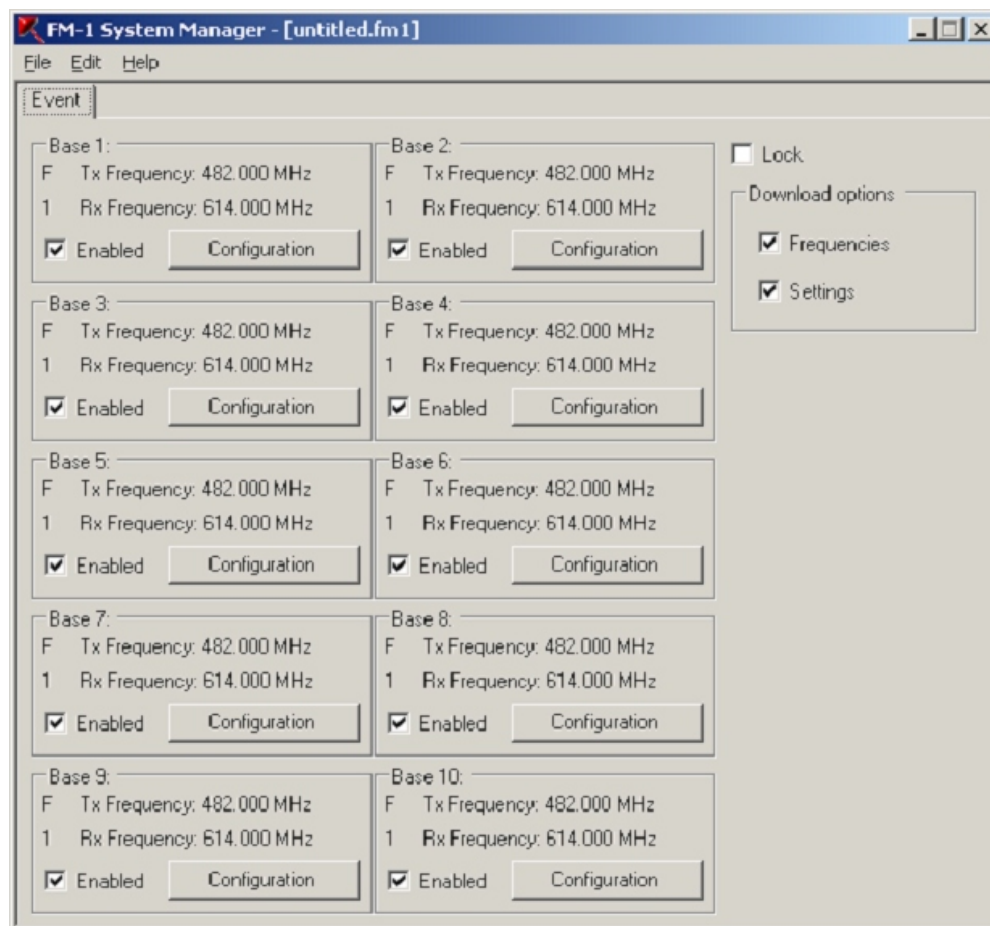 FM-1 System Manager - [untitled.fm1]
File Edit Help
Event
Base 1:
F Tx Frequency: 482.000 MHz
1 Rx Frequency: 614.000 MHz
Enabled Configuration
Base 2:
F Tx Frequency: 482.000 MHz
1 Rx Frequency: 614.000 MHz
Enabled Configuration
Lock
Download options
Frequencies
Settings
Base 3:
F Tx Frequency: 482.000 MHz
1 Rx Frequency: 614.000 MHz
Enabled Configuration
Base 4:
F Tx Frequency: 482.000 MHz
1 Rx Frequency: 614.000 MHz
Enabled Configuration
Base 5:
F Tx Frequency: 482.000 MHz
1 Rx Frequency: 614.000 MHz
Enabled Configuration
Base 6:
F Tx Frequency: 482.000 MHz
1 Rx Frequency: 614.000 MHz
Enabled Configuration
Base 7:
F Tx Frequency: 482.000 MHz
1 Rx Frequency: 614.000 MHz
Enabled Configuration
Base 8:
F Tx Frequency: 482.000 MHz
1 Rx Frequency: 614.000 MHz
Enabled Configuration
Base 9:
F Tx Frequency: 482.000 MHz
1 Rx Frequency: 614.000 MHz
Enabled Configuration
Base 10:
F Tx Frequency: 482.000 MHz
1 Rx Frequency: 614.000 MHz
Enabled Configuration